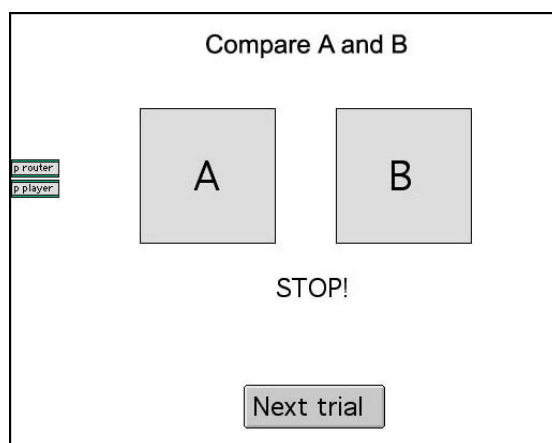 Compare A and B
p router
p player
A B
STOP!
Next trial